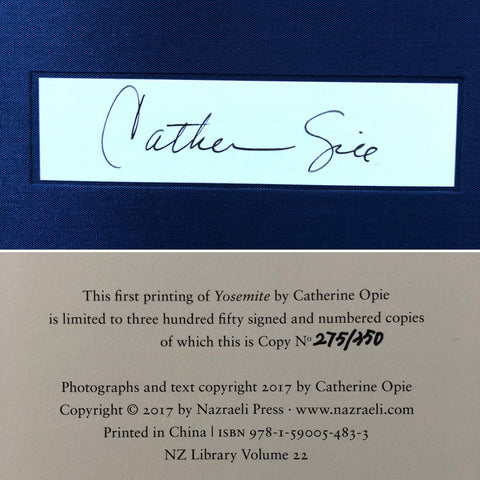 Catherine Opie
This first printing of Yosemite by Catherine Opie
is limited to three hundred fifty signed and numbered copies
of which this is Copy Nº 275/350
Photographs and text copyright 2017 by Catherine Opie
Copyright © 2017 by Nazraeli Press · www.nazraeli.com
Printed in China | ISBN 978-1-59005-483-3
NZ Library Volume 22